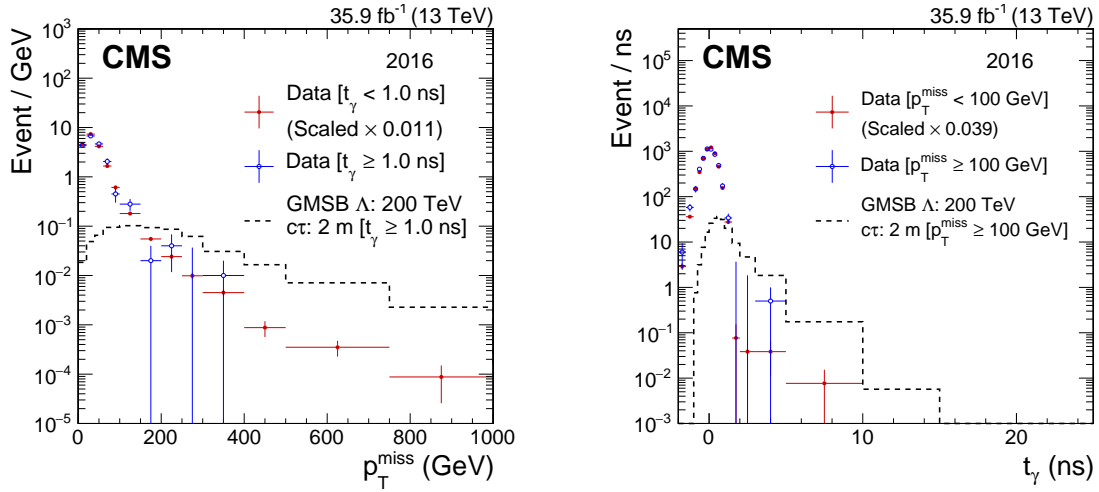 35.9 fb⁻¹ (13 TeV)
CMS
2016
Event / GeV
10³
10²
10
1
10⁻¹
10⁻²
10⁻³
10⁻⁴
10⁻⁵
Data [t_γ < 1.0 ns]
(Scaled × 0.011)
Data [t_γ ≥ 1.0 ns]
GMSB Λ: 200 TeV
cτ: 2 m [t_γ ≥ 1.0 ns]
0 200 400 600 800 1000
p_T^miss (GeV)
35.9 fb⁻¹ (13 TeV)
CMS
2016
Event / ns
10⁵
10⁴
10³
10²
10
1
10⁻¹
10⁻²
10⁻³
Data [p_T^miss < 100 GeV]
(Scaled × 0.039)
Data [p_T^miss ≥ 100 GeV]
GMSB Λ: 200 TeV
cτ: 2 m [p_T^miss ≥ 100 GeV]
0 10 20
t_γ (ns)